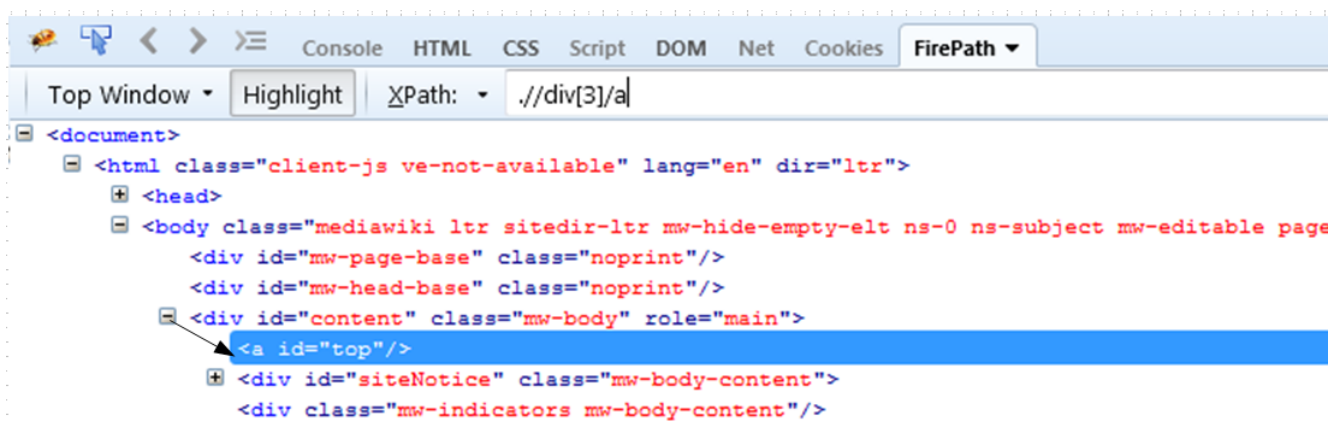 Console HTML CSS Script DOM Net Cookies FirePath
Top Window Highlight XPath: .//div[3]/a
<document>
<html class="client-js ve-not-available" lang="en" dir="ltr">
<head>
<body class="mediawiki ltr sitedir-ltr mw-hide-empty-elt ns-0 ns-subject mw-editable page
<div id="mw-page-base" class="noprint"/>
<div id="mw-head-base" class="noprint"/>
<div id="content" class="mw-body" role="main">
<a id="top"/>
<div id="siteNotice" class="mw-body-content">
<div class="mw-indicators mw-body-content"/>